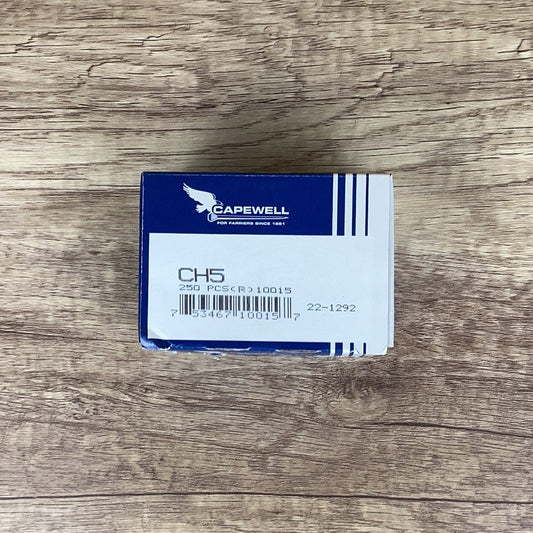 CAPEWELL
FOR FARRIERS SINCE 1881
CH5
250 PCS(R)10015
7 53467 10015 7
22-1292